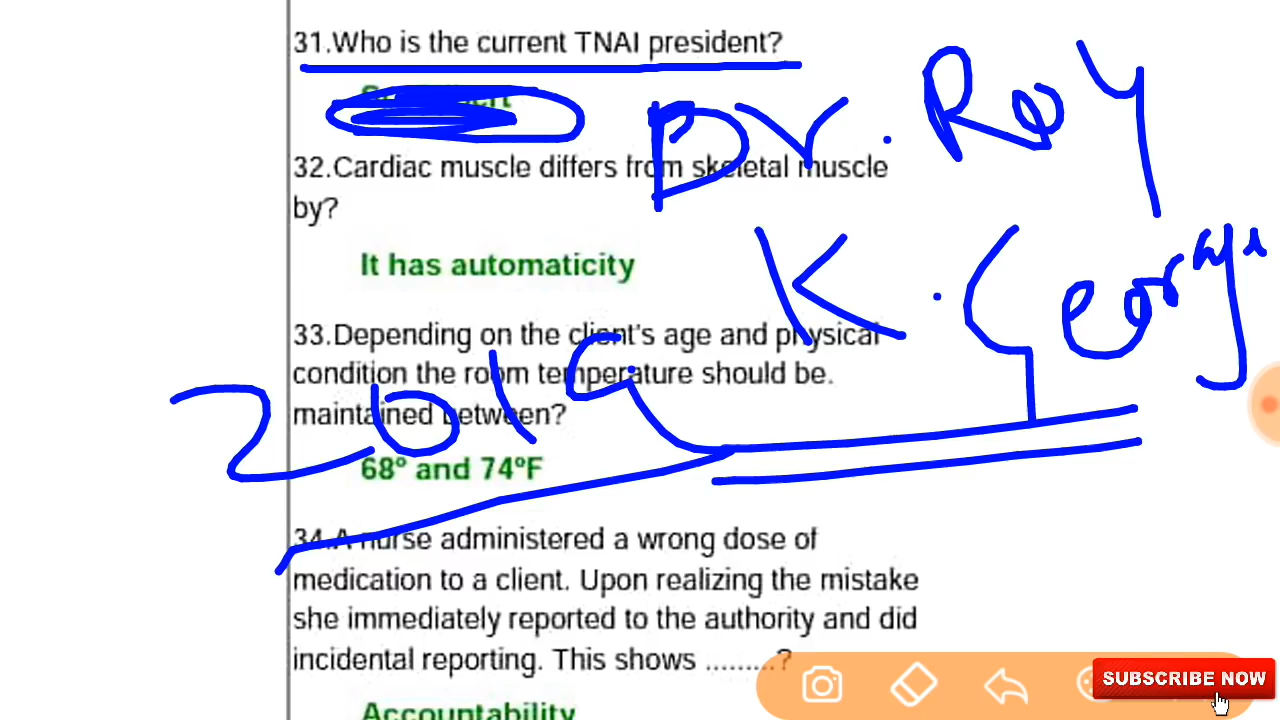 31.Who is the current TNAI president?
Dr. Roy
K. George
32.Cardiac muscle differs from skeletal muscle
by?
It has automaticity
33.Depending on the client's age and physical
condition the room temperature should be.
maintained between?
2019
68º and 74ºF
34.A nurse administered a wrong dose of
medication to a client. Upon realizing the mistake
she immediately reported to the authority and did
incidental reporting. This shows .........?
Accountability
SUBSCRIBE NOW